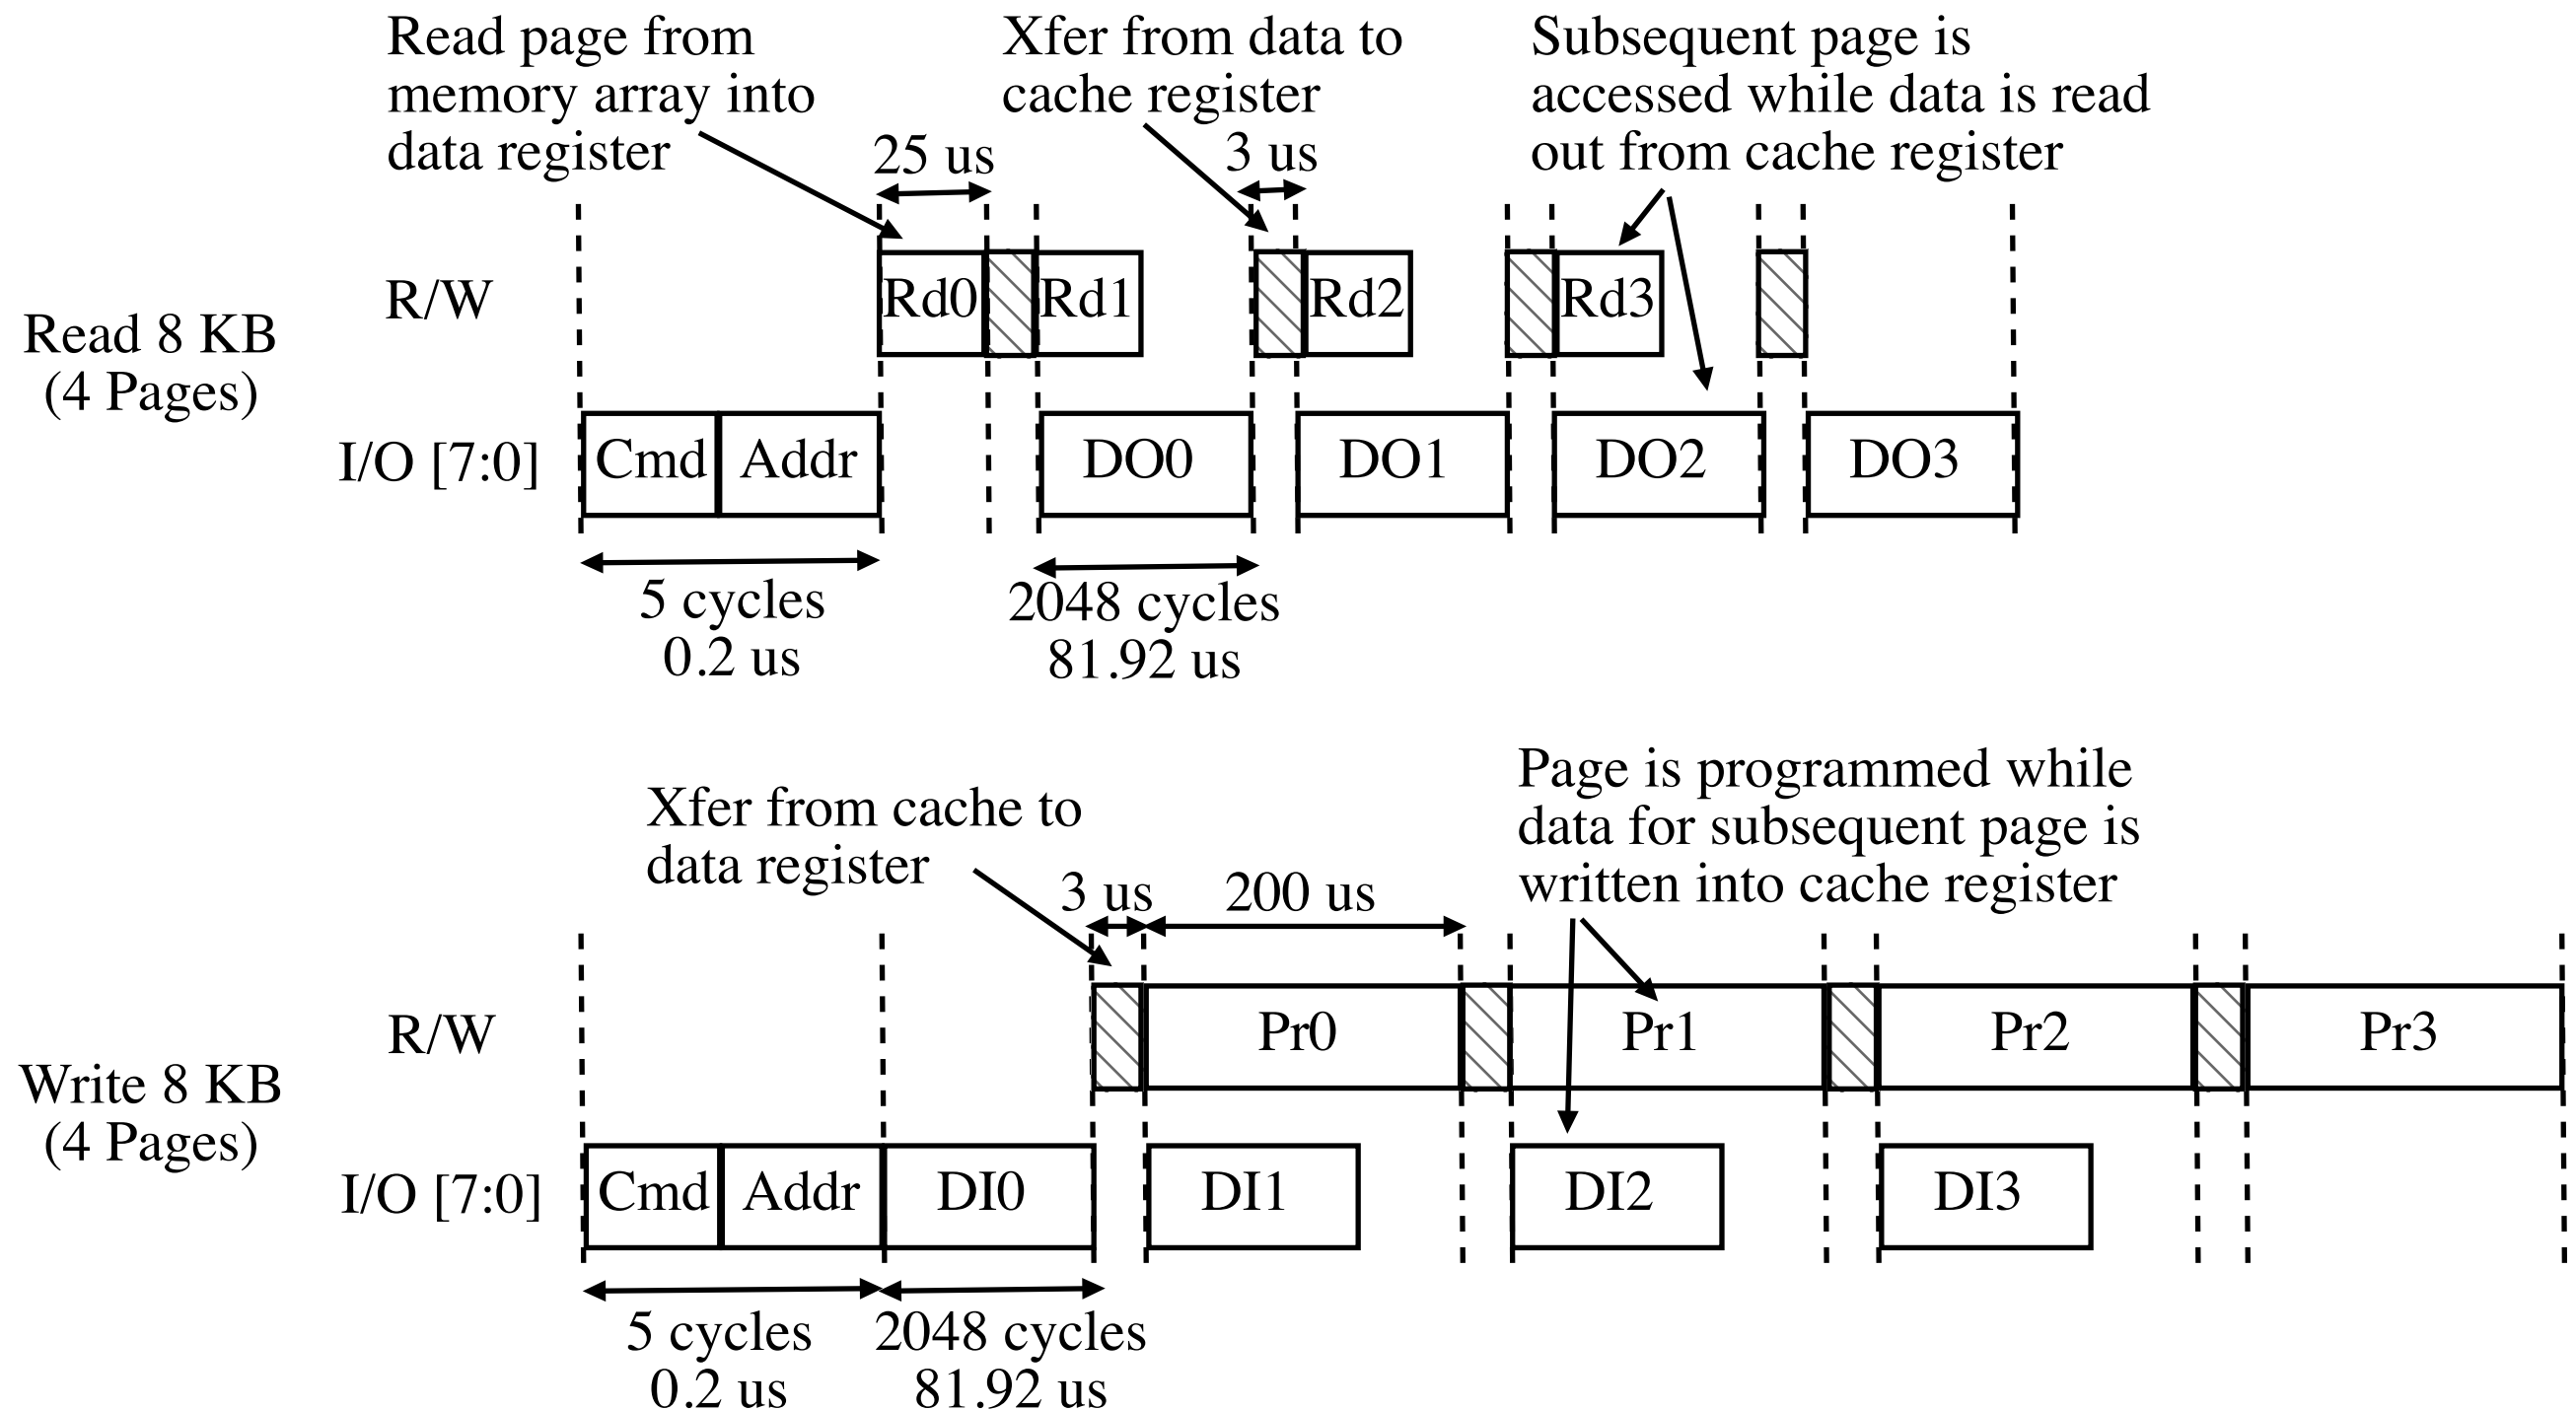 Read page from
memory array into
data register
Xfer from data to
cache register
Subsequent page is
accessed while data is read
out from cache register
25 us
3 us
Read 8 KB
(4 Pages)
R/W
Rd0
Rd1
Rd2
Rd3
I/O [7:0]
Cmd
Addr
DO0
DO1
DO2
DO3
5 cycles
0.2 us
2048 cycles
81.92 us
Xfer from cache to
data register
Page is programmed while
data for subsequent page is
written into cache register
3 us
200 us
Write 8 KB
(4 Pages)
R/W
Pr0
Pr1
Pr2
Pr3
I/O [7:0]
Cmd
Addr
DI0
DI1
DI2
DI3
5 cycles
0.2 us
2048 cycles
81.92 us